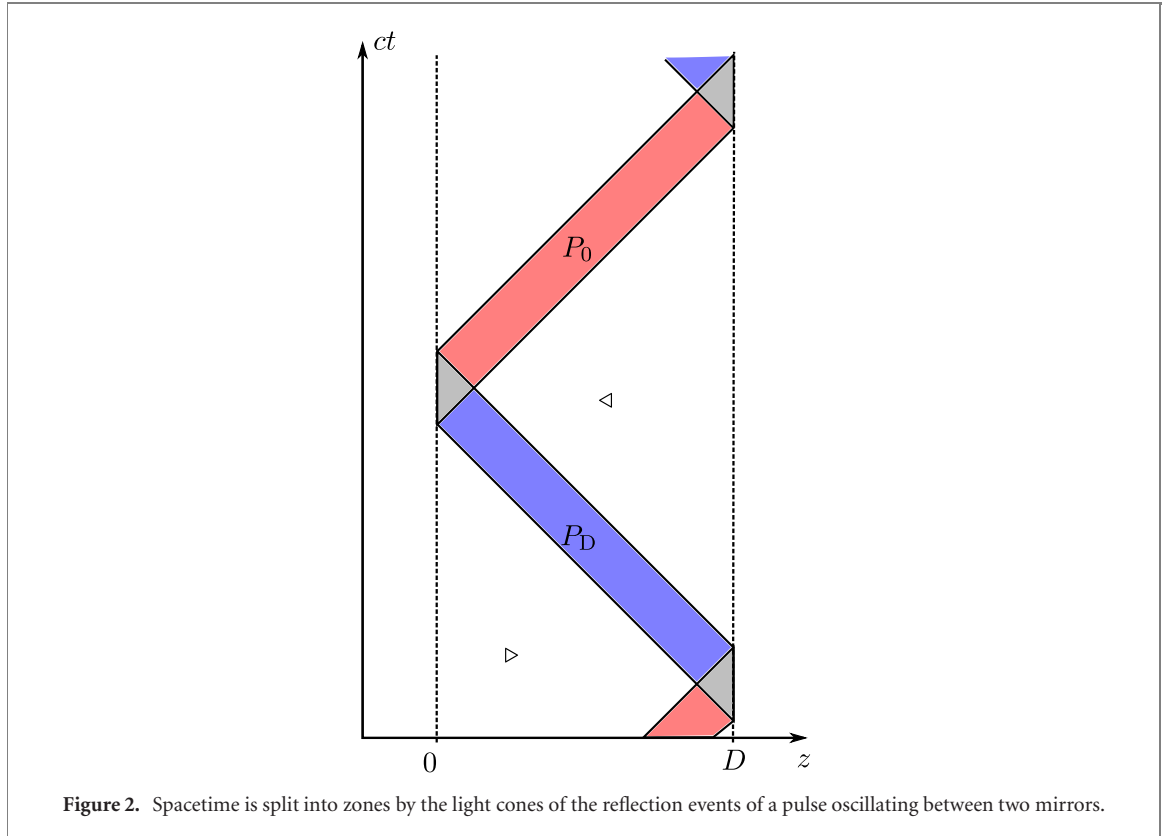 ct
P0
◁
PD
▷
0
D
z
Figure 2. Spacetime is split into zones by the light cones of the reflection events of a pulse oscillating between two mirrors.